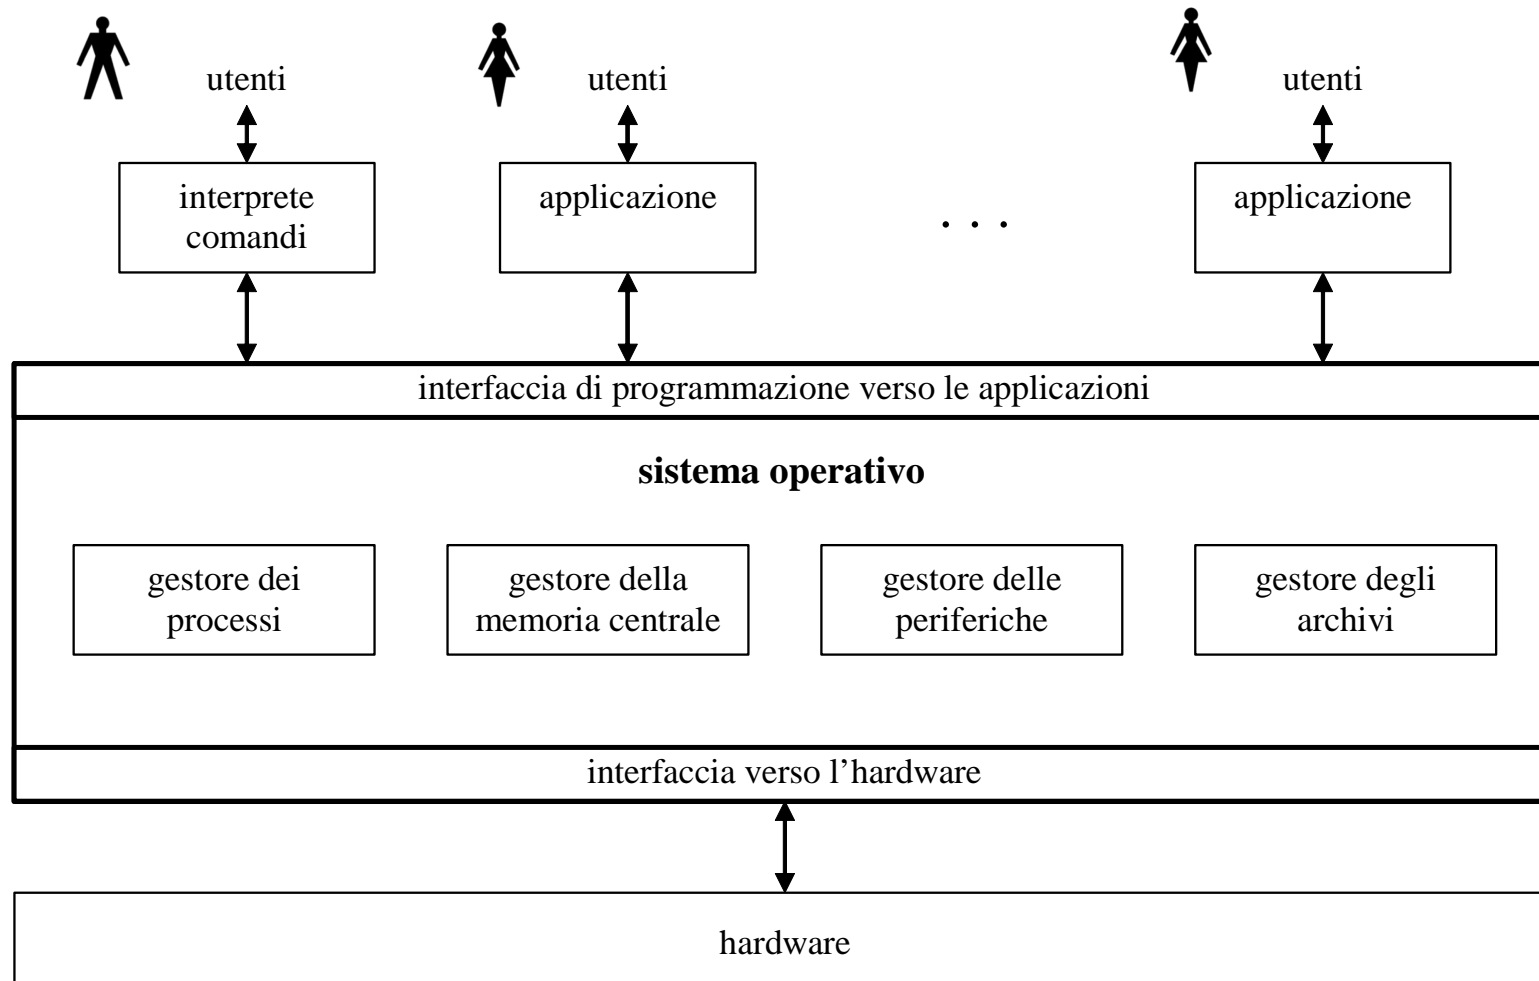 utenti
utenti
utenti
interprete
comandi
applicazione
. . .
applicazione
interfaccia di programmazione verso le applicazioni
sistema operativo
gestore dei
processi
gestore della
memoria centrale
gestore delle
periferiche
gestore degli
archivi
interfaccia verso l’hardware
hardware